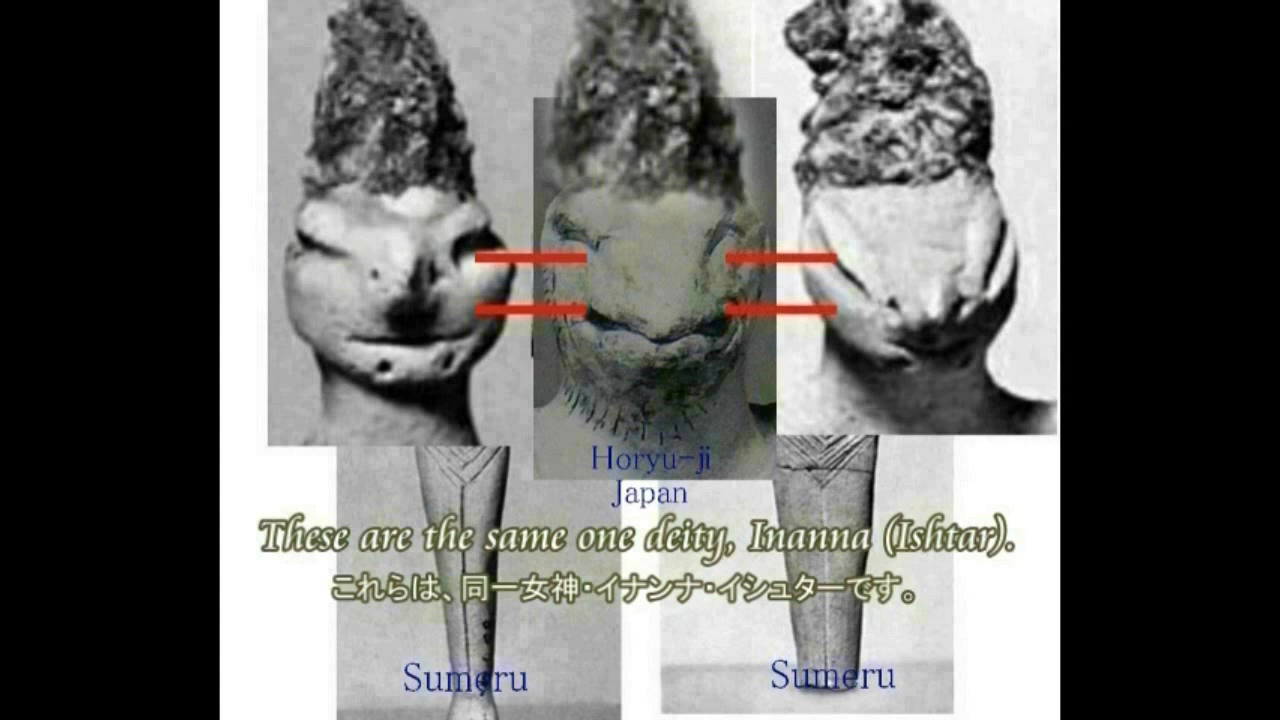 Horyu-ji
Japan
These are the same one deity, Inanna (Ishtar).
これらは、同一女神・イナンナ・イシュターです。
Sumeru
Sumeru